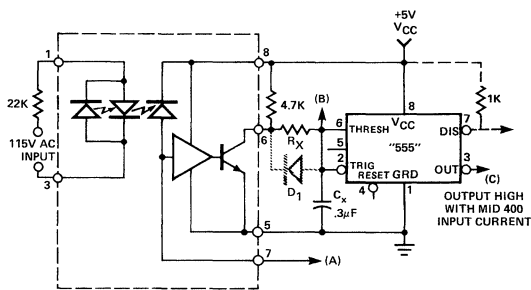 +5V
VCC
1
8
22K
4.7K
(B)
8
1K
115V AC
INPUT
6
RX
6
THRESH
VCC
7
DIS
5
"555"
2
TRIG
3
OUT
(C)
RESET
GRD
3
D1
4
1
CX
.3µF
OUTPUT HIGH
WITH MID 400
INPUT CURRENT
5
7
(A)